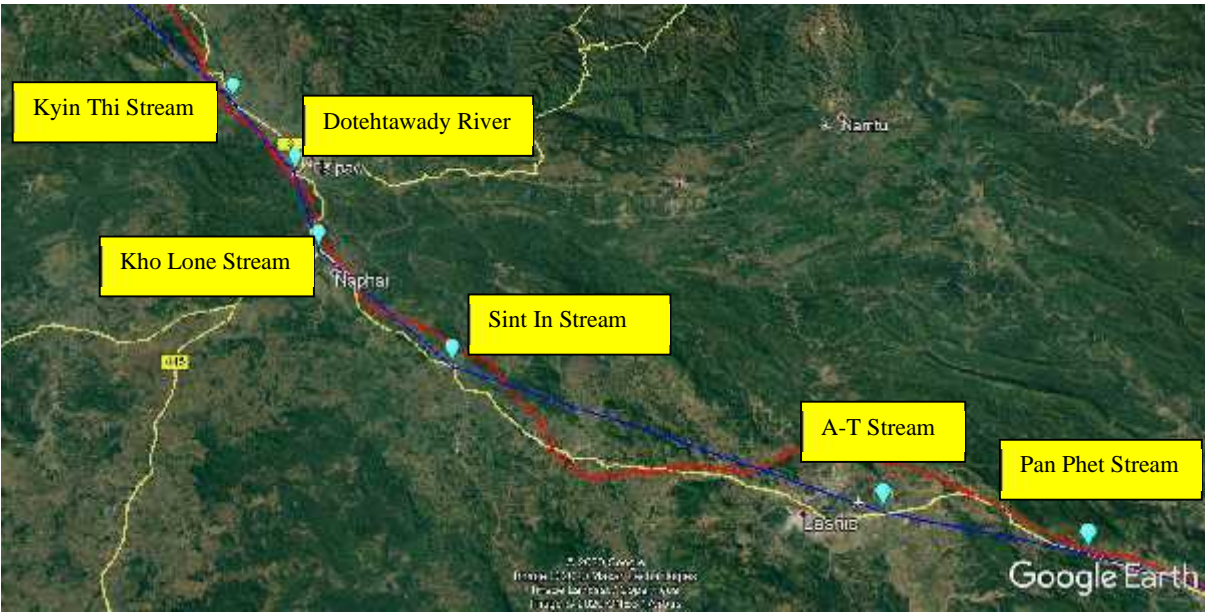 Kyin Thi Stream
Dotehtawady River
Namtu
Kho Lone Stream
Naphai
Sint In Stream
A-T Stream
Pan Phet Stream
Lashio
Google Earth